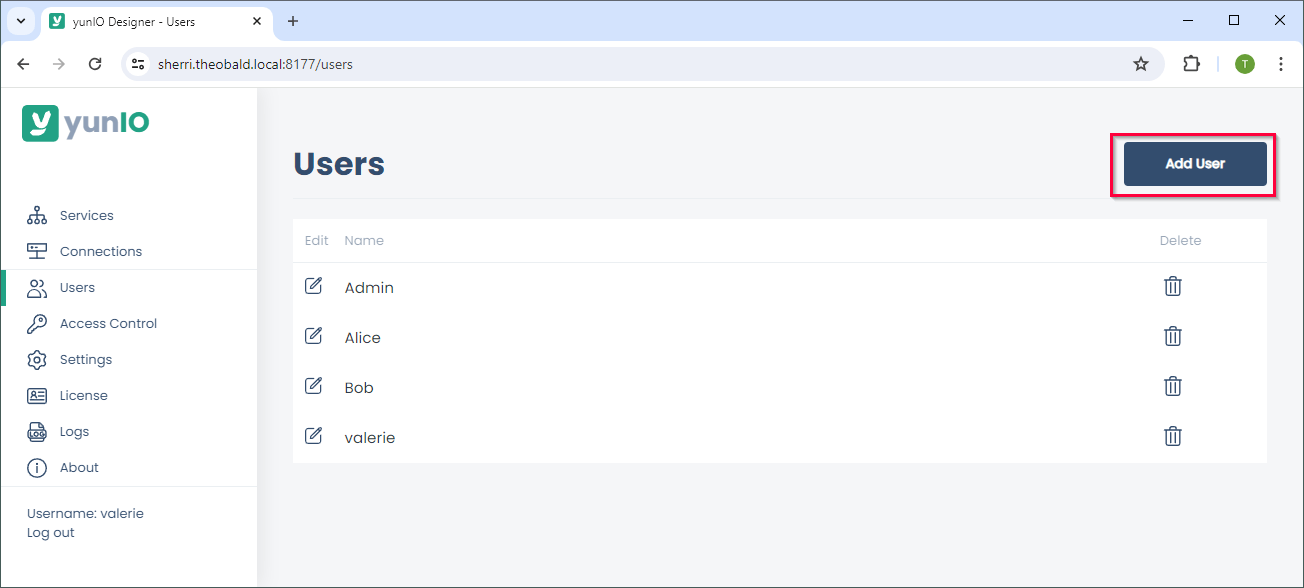 yunIO Designer - Users
sherri.theobald.local:8177/users
T
yunIO
Services
Connections
Users
Access Control
Settings
License
Logs
About
Username: valerie
Log out
Users
Add User
Edit Name Delete
Admin
Alice
Bob
valerie